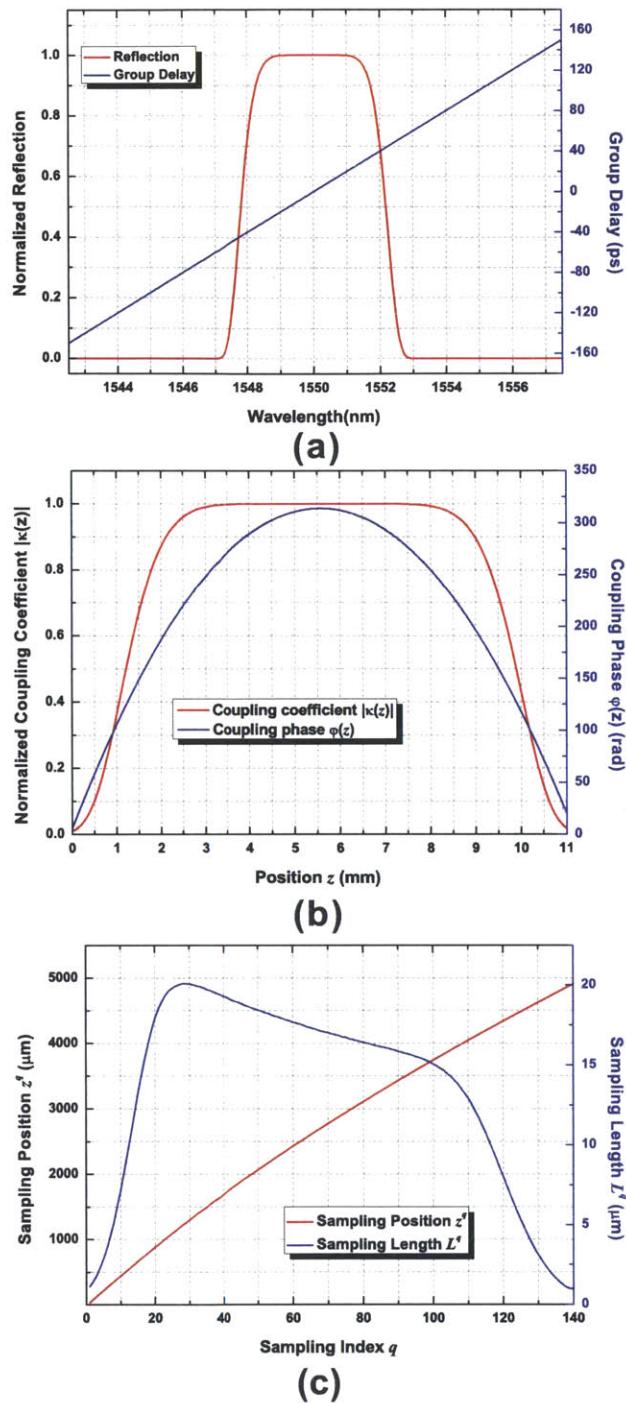 Reflection
Group Delay
Normalized Reflection
1.0
0.8
0.6
0.4
0.2
0.0
160
120
80
40
0
-40
-80
-120
-160
Group Delay (ps)
1544 1546 1548 1550 1552 1554 1556
Wavelength(nm)
(a)
Normalized Coupling Coefficient |κ(z)|
1.0
0.8
0.6
0.4
0.2
0.0
350
300
250
200
150
100
50
0
Coupling Phase φ(z) (rad)
Coupling coefficient |κ(z)|
Coupling phase φ(z)
0 1 2 3 4 5 6 7 8 9 10 11
Position z (mm)
(b)
Sampling Position z^q (μm)
5000
4000
3000
2000
1000
20
15
10
5
0
Sampling Length L^q (μm)
Sampling Position z^q
Sampling Length L^q
0 20 40 60 80 100 120 140
Sampling Index q
(c)